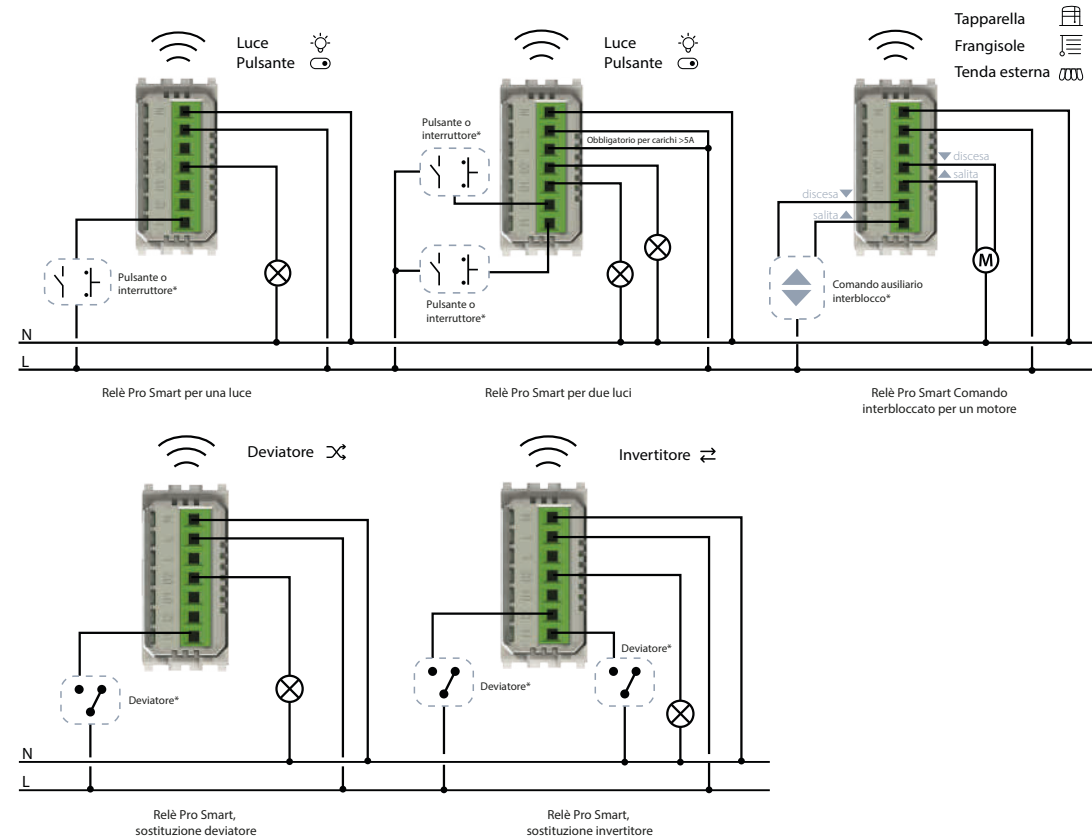 Luce
Pulsante
Pulsante o
interruttore*
Relè Pro Smart per una luce
Luce
Pulsante
Pulsante o
interruttore*
Obbligatorio per carichi >5A
Pulsante o
interruttore*
Relè Pro Smart per due luci
Tapparella
Frangisole
Tenda esterna
discesa
salita
discesa
salita
M
Comando ausiliario
interblocco*
Relè Pro Smart Comando
interbloccato per un motore
N
L
Deviatore
Deviatore*
Relè Pro Smart,
sostituzione deviatore
Invertitore
Deviatore*
Deviatore*
Relè Pro Smart,
sostituzione invertitore
N
L